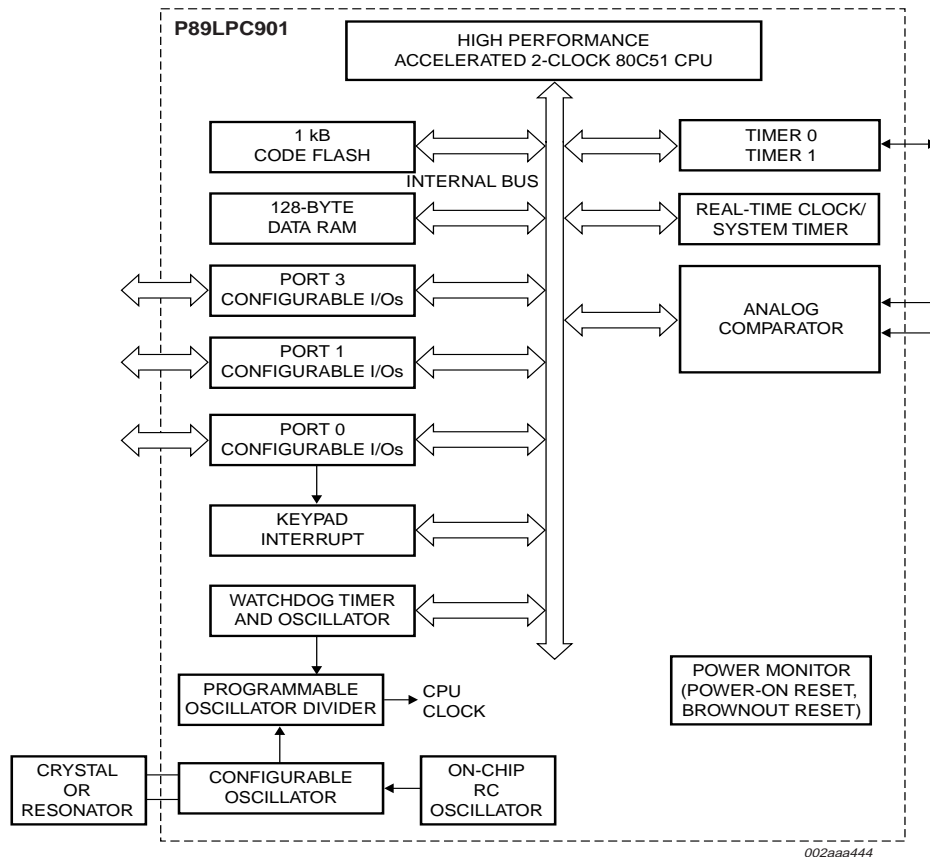 P89LPC901
HIGH PERFORMANCE
ACCELERATED 2-CLOCK 80C51 CPU
1 kB
CODE FLASH
TIMER 0
TIMER 1
INTERNAL BUS
128-BYTE
DATA RAM
REAL-TIME CLOCK/
SYSTEM TIMER
PORT 3
CONFIGURABLE I/Os
ANALOG
COMPARATOR
PORT 1
CONFIGURABLE I/Os
PORT 0
CONFIGURABLE I/Os
KEYPAD
INTERRUPT
WATCHDOG TIMER
AND OSCILLATOR
PROGRAMMABLE
OSCILLATOR DIVIDER
CPU
CLOCK
POWER MONITOR
(POWER-ON RESET,
BROWNOUT RESET)
CRYSTAL
OR
RESONATOR
CONFIGURABLE
OSCILLATOR
ON-CHIP
RC
OSCILLATOR
002aaa444